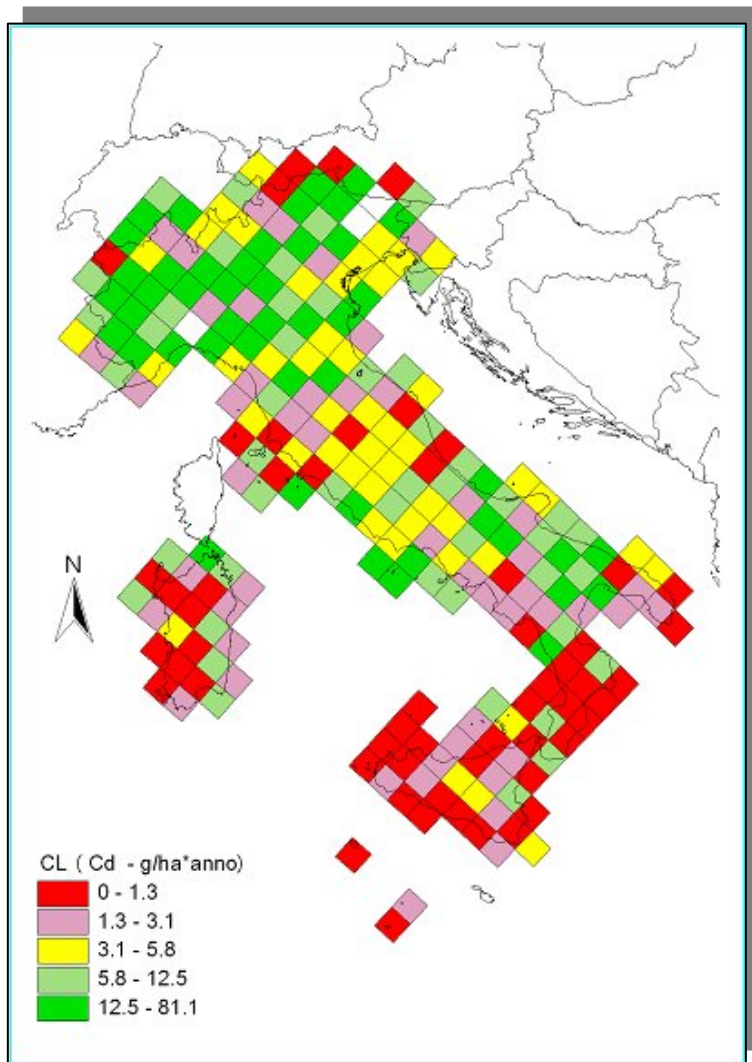 N
CL ( Cd - g/ha*anno)
0 - 1.3
1.3 - 3.1
3.1 - 5.8
5.8 - 12.5
12.5 - 81.1